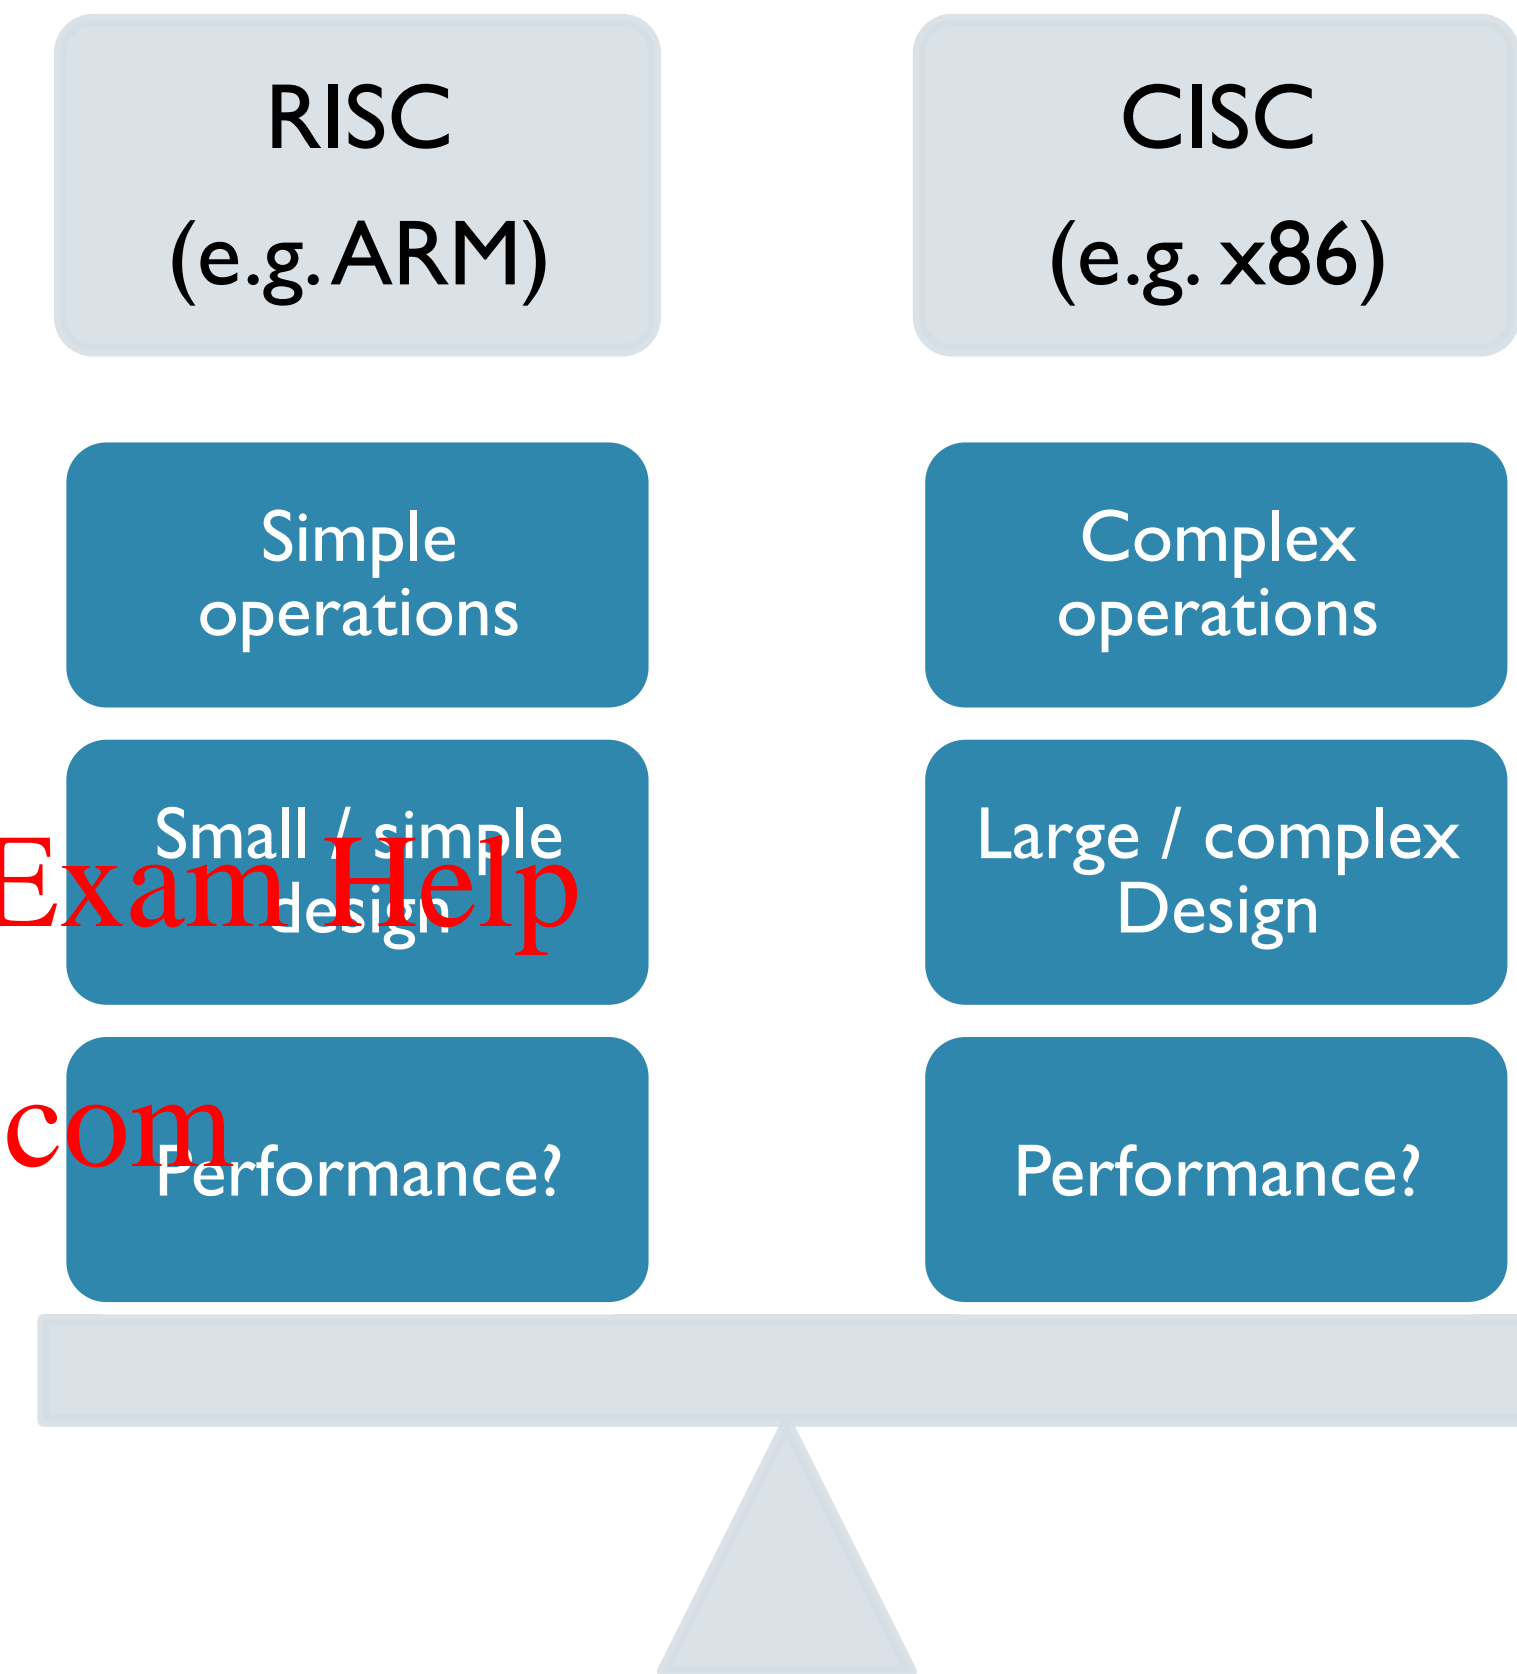 RISC
(e.g. ARM)
CISC
(e.g. x86)
Simple
operations
Complex
operations
Small / simple
design
Large / complex
Design
Exam Help
com
Performance?
Performance?